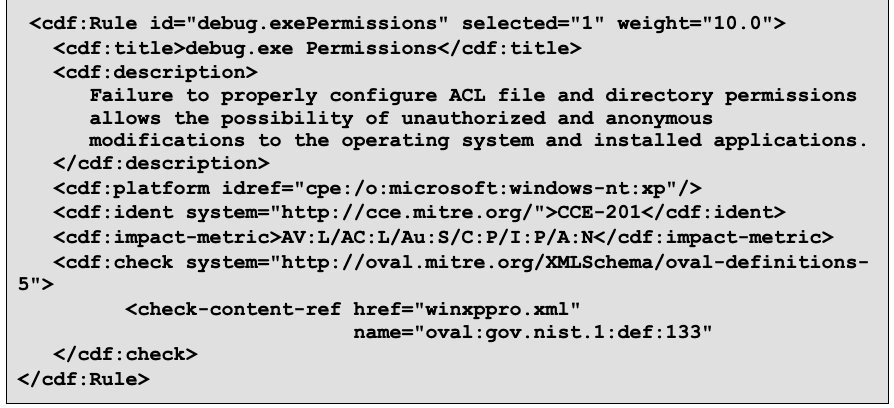 <cdf:Rule id="debug.exePermissions" selected="1" weight="10.0">
<cdf:title>debug.exe Permissions</cdf:title>
<cdf:description>
Failure to properly configure ACL file and directory permissions
allows the possibility of unauthorized and anonymous
modifications to the operating system and installed applications.
</cdf:description>
<cdf:platform idref="cpe:/o:microsoft:windows-nt:xp"/>
<cdf:ident system="http://cce.mitre.org/">CCE-201</cdf:ident>
<cdf:impact-metric>AV:L/AC:L/Au:S/C:P/I:P/A:N</cdf:impact-metric>
<cdf:check system="http://oval.mitre.org/XMLSchema/oval-definitions-
5">
<check-content-ref href="winxppro.xml"
name="oval:gov.nist.1:def:133"
</cdf:check>
</cdf:Rule>